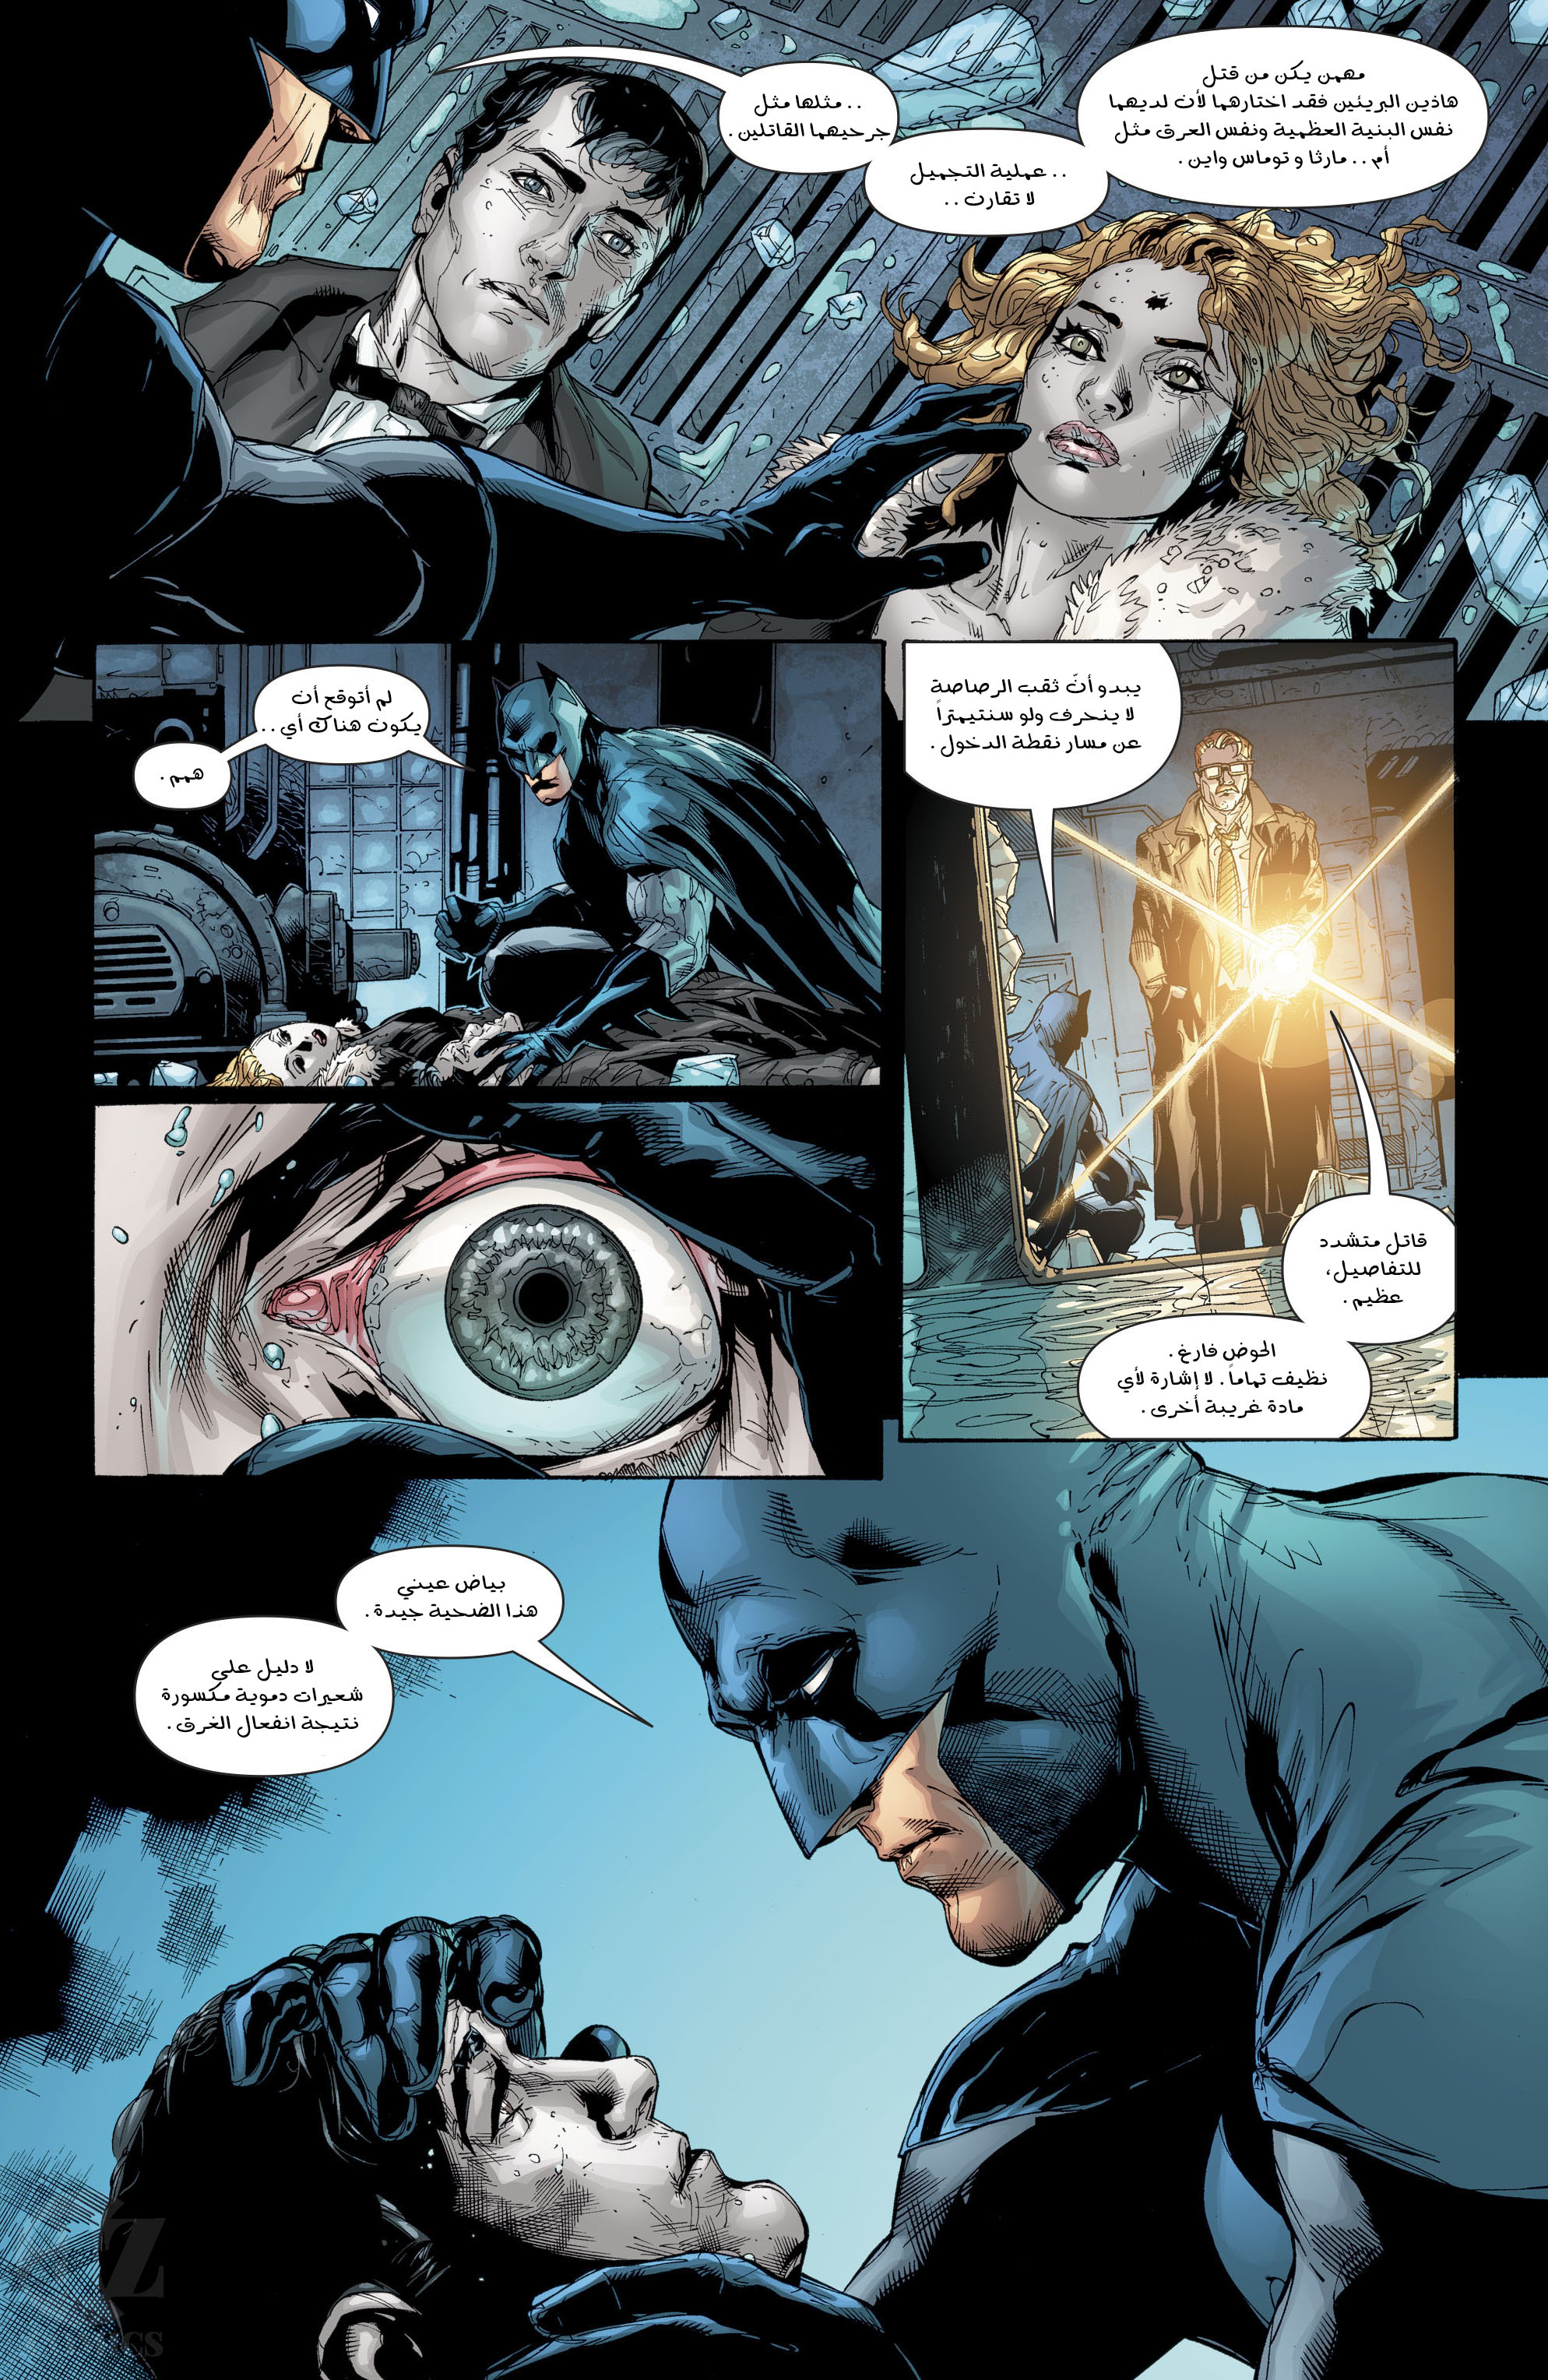 مهمن يكن من قتل
هاذين البريئين فقد اختارهما لأن لديهما
نفس البنية العظمية ونفس العرق مثل
أم.. مارثا و توماس واين.
.. عملية التجميل
لا تقارن..
.. مثلها مثل
جرحيهما القاتلين.
يبدو أنّ ثقب الرصاصة
لا ينحرف ولو سنتيمتراً
عن مسار نقطة الدخول.
قاتل متشدد
للتفاصيل،
عظيم.
الحوض فارغ.
نظيف تماماً. لا إشارة لأي
مادة غريبة أخرى.
لم أتوقع أن
يكون هناك أي..
همم.
بياض عيني
هذا الضحية جيدة.
لا دليل على
شعيرات دموية مكسورة
نتيجة انفعال الغرق.
Z
CS